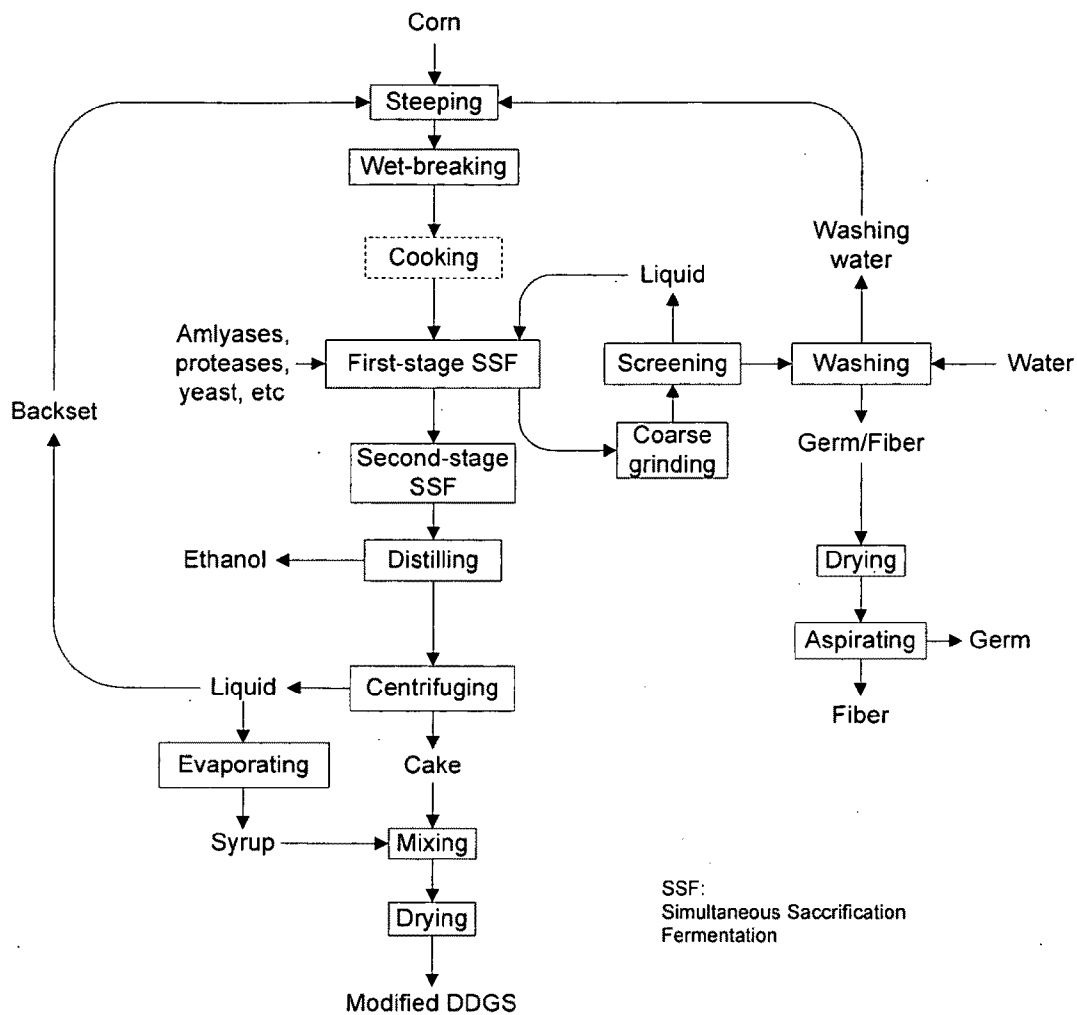 Corn
Steeping
Wet-breaking
Cooking
Washing
water
Liquid
Amlyases,
proteases,
yeast, etc
First-stage SSF
Screening
Washing
Water
Backset
Coarse
grinding
Germ/Fiber
Second-stage
SSF
Ethanol
Distilling
Drying
Aspirating
Germ
Liquid
Centrifuging
Fiber
Evaporating
Cake
Syrup
Mixing
Drying
SSF:
Simultaneous Saccrification
Fermentation
Modified DDGS